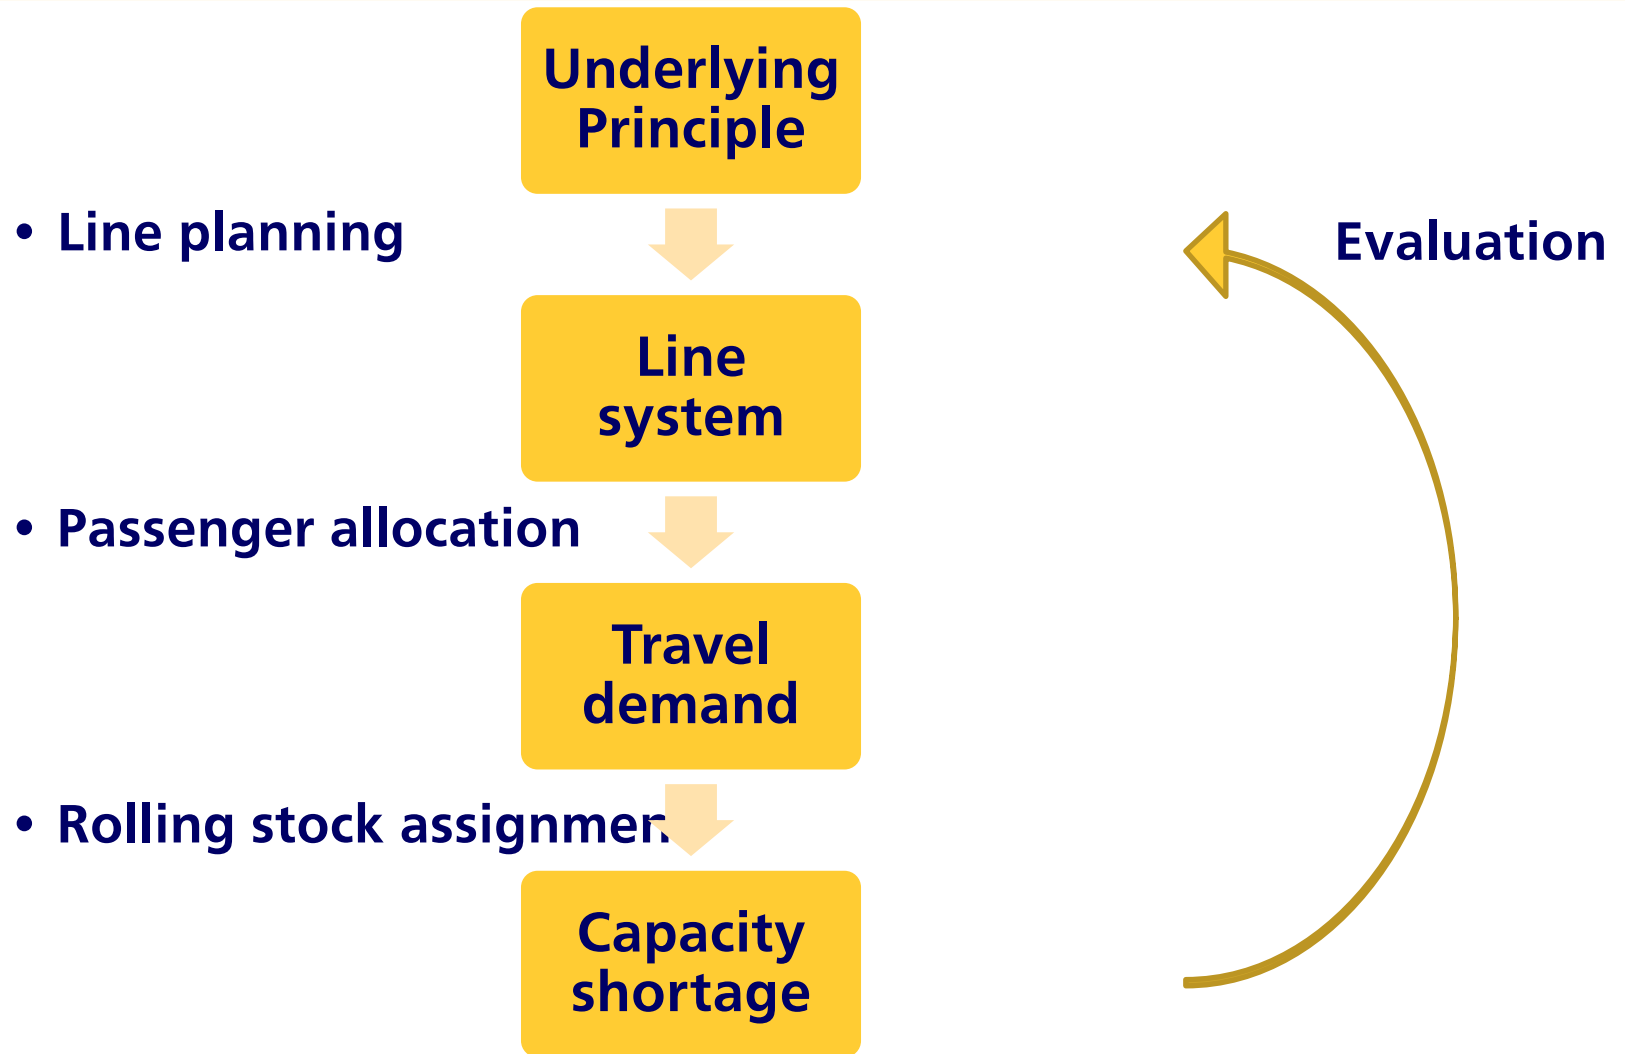 Underlying
Principle
• Line planning
Evaluation
Line
system
• Passenger allocation
Travel
demand
• Rolling stock assignmen
Capacity
shortage